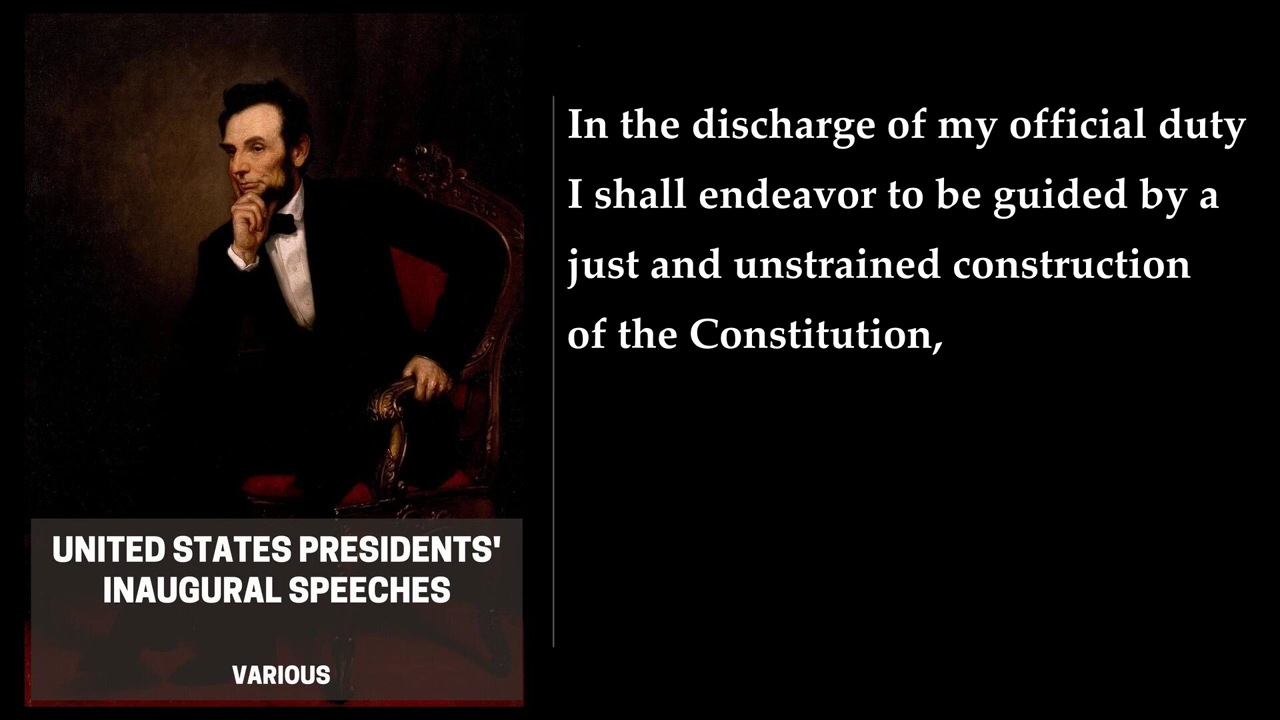 In the discharge of my official duty
I shall endeavor to be guided by a
just and unstrained construction
of the Constitution,
UNITED STATES PRESIDENTS'
INAUGURAL SPEECHES
VARIOUS